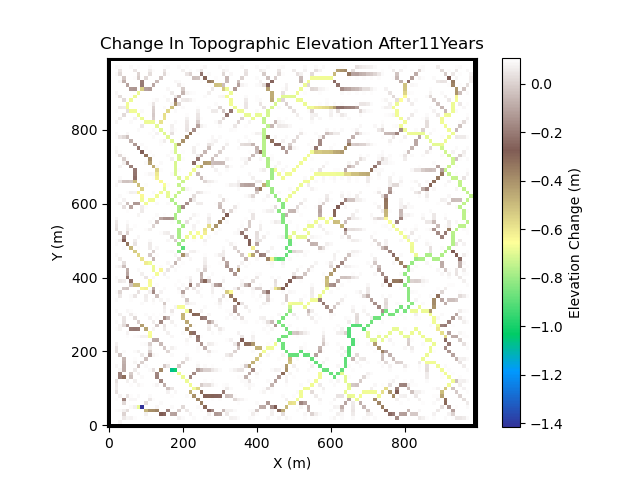 Change In Topographic Elevation After11Years
Y (m)
800
600
400
200
0
0 200 400 600 800
X (m)
0.0
−0.2
−0.4
−0.6
−0.8
−1.0
−1.2
−1.4
Elevation Change (m)